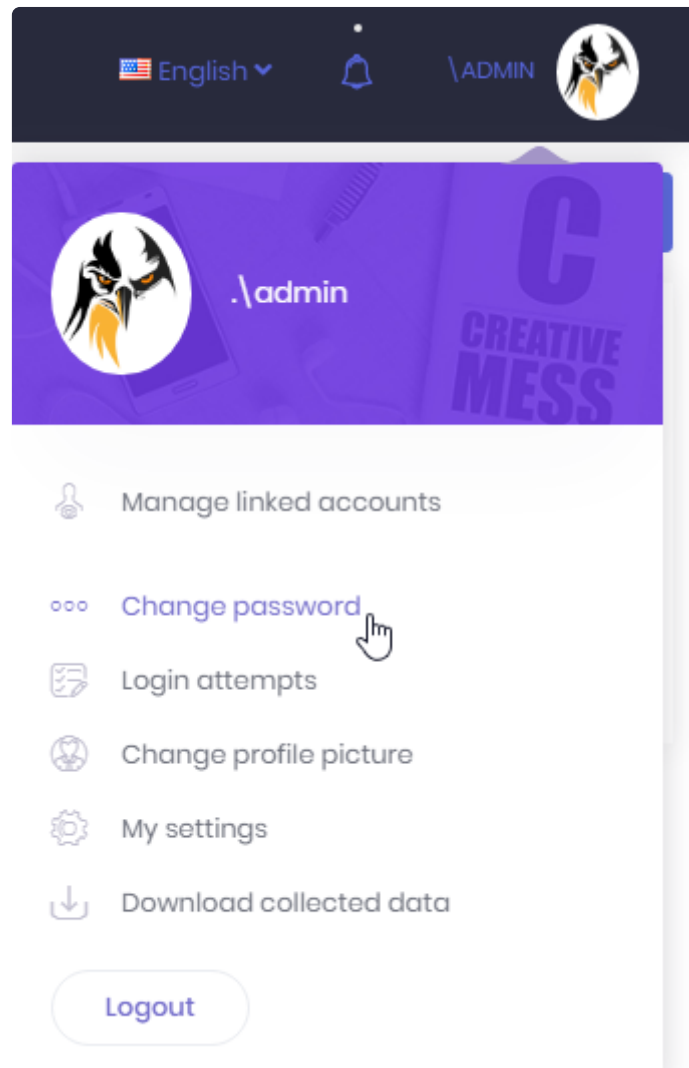 English
\ADMIN
C
CREATIVE
MESS
.\admin
Manage linked accounts
Change password
Login attempts
Change profile picture
My settings
Download collected data
Logout